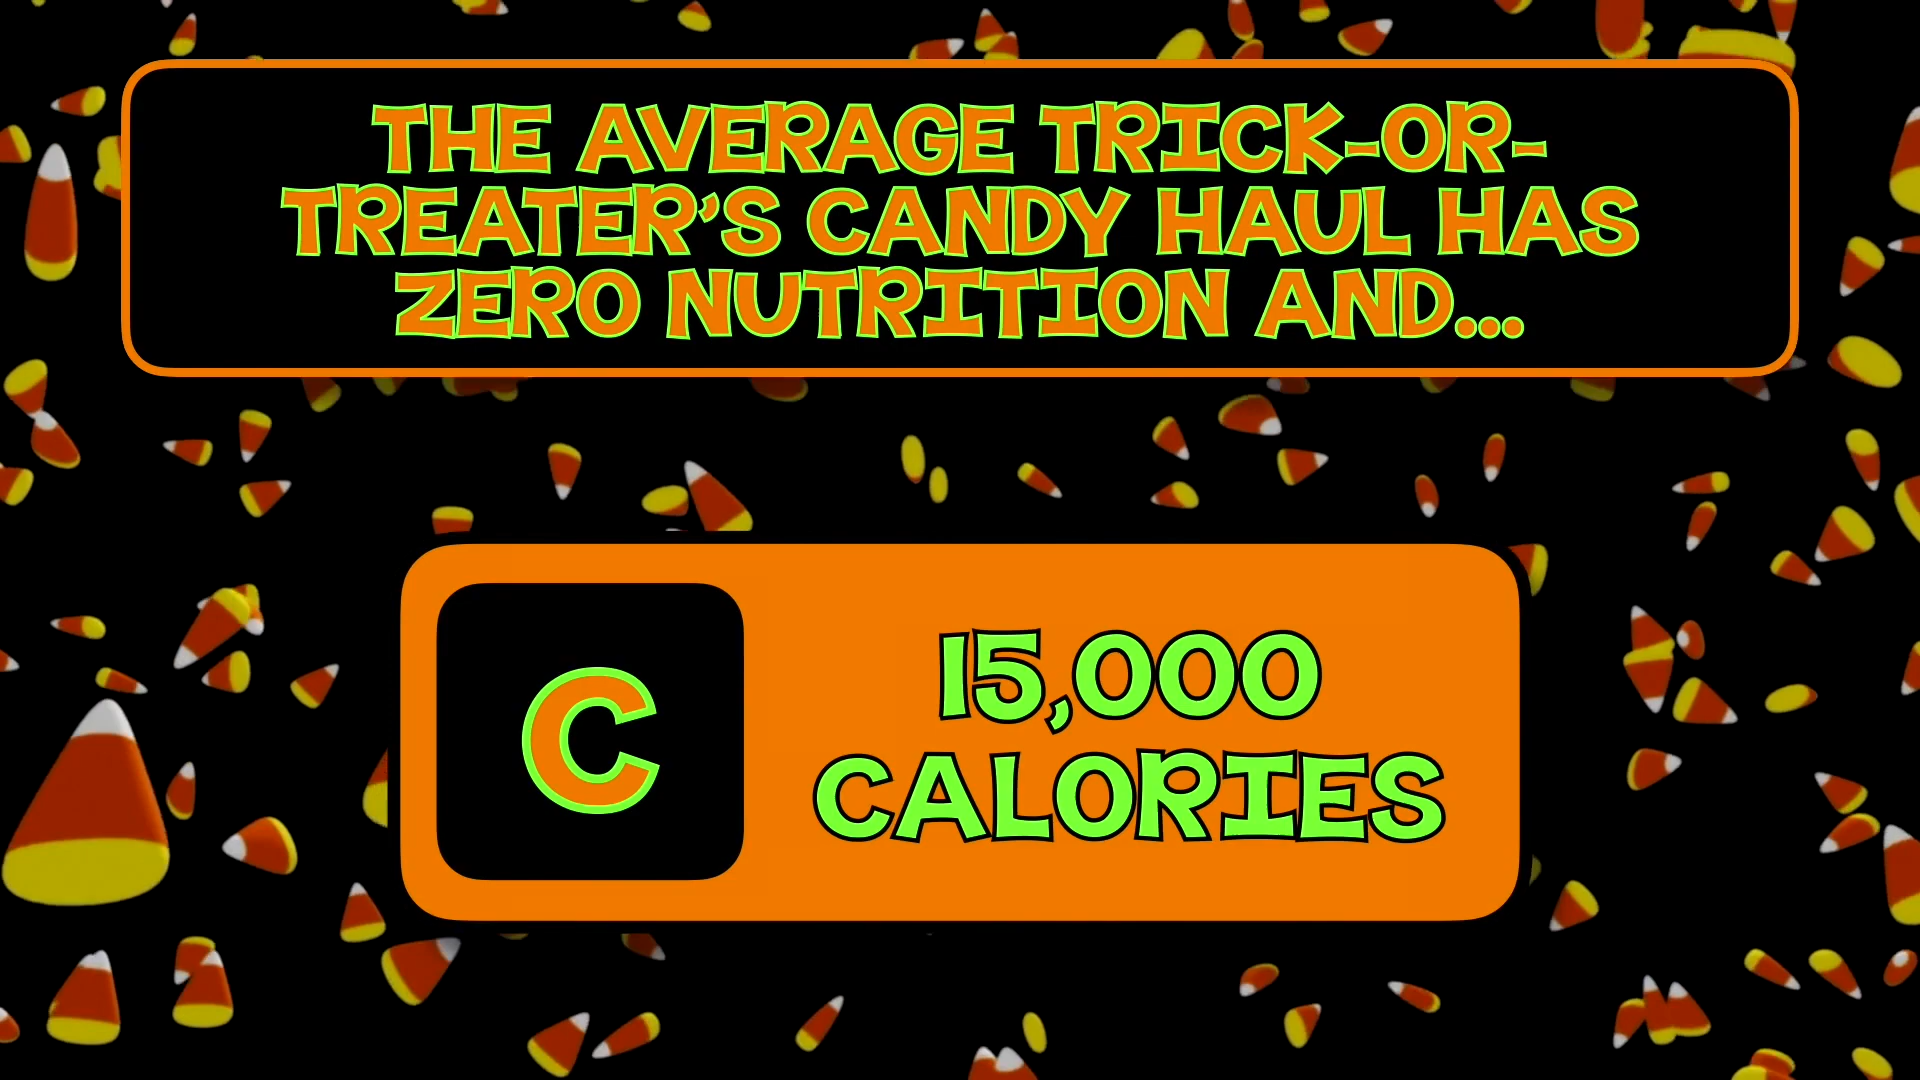 THE AVERAGE TRICK-OR-
TREATER'S CANDY HAUL HAS
ZERO NUTRITION AND...
C
15,000
CALORIES